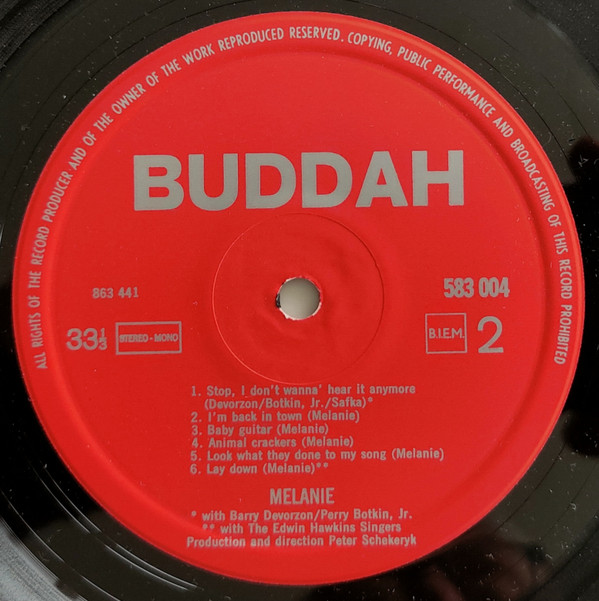 ALL RIGHTS OF THE RECORD PRODUCER AND OF THE OWNER OF THE WORK REPRODUCED RESERVED. COPYING, PUBLIC PERFORMANCE AND BROADCASTING OF THIS RECORD PROHIBITED
BUDDAH
863 441
583 004
33⅓
STEREO - MONO
B.I.E.M.
2
1. Stop, I don't wanna' hear it anymore
(Devorzon/Botkin, Jr./Safka)*
2. I'm back in town (Melanie)
3. Baby guitar (Melanie)
4. Animal crackers (Melanie)
5. Look what they done to my song (Melanie)
6. Lay down (Melanie)**
MELANIE
* with Barry Devorzon/Perry Botkin, Jr.
** with The Edwin Hawkins Singers
Production and direction Peter Schekeryk